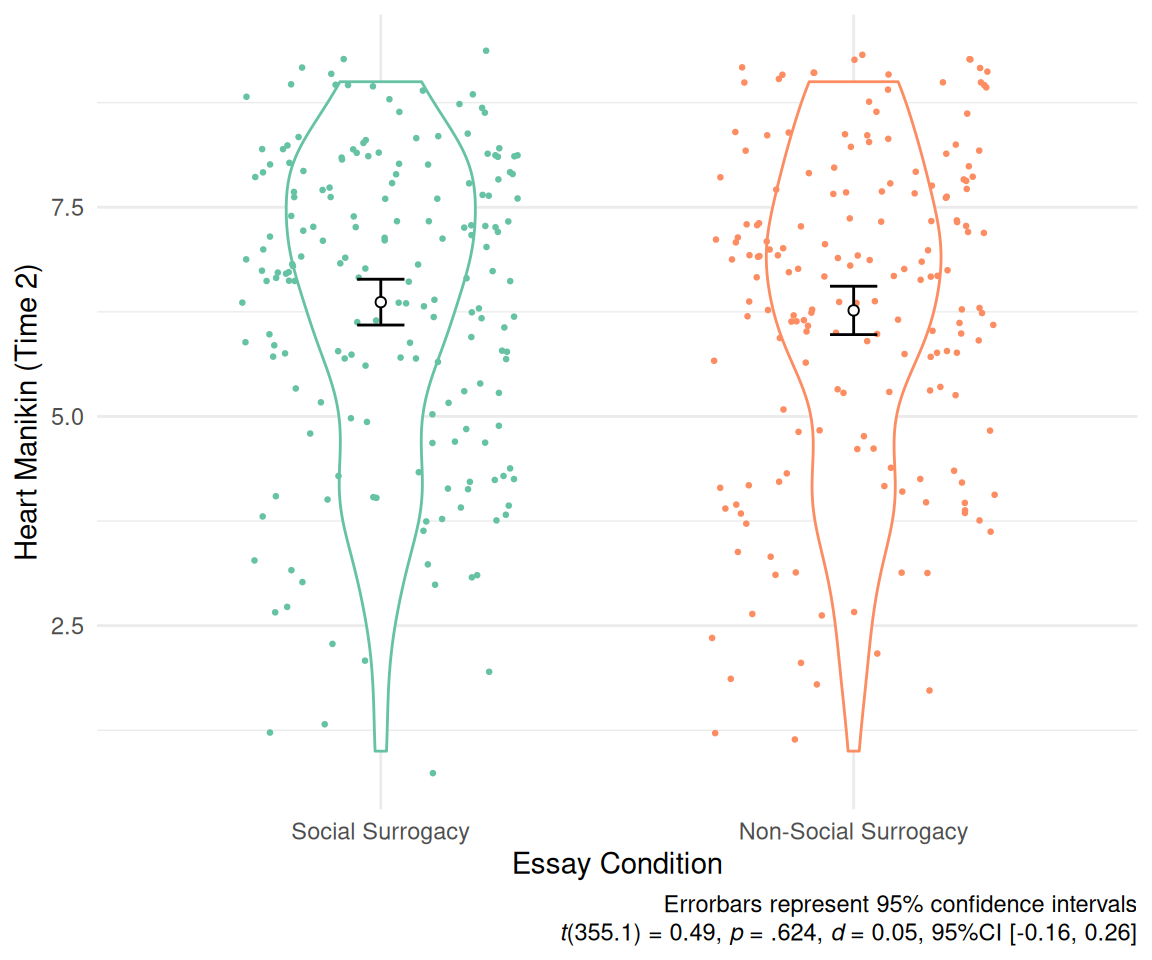 Heart Manikin (Time 2)
7.5
5.0
2.5
Social Surrogacy
Non-Social Surrogacy
Essay Condition
Errorbars represent 95% confidence intervals
t(355.1) = 0.49, p = .624, d = 0.05, 95%CI [-0.16, 0.26]